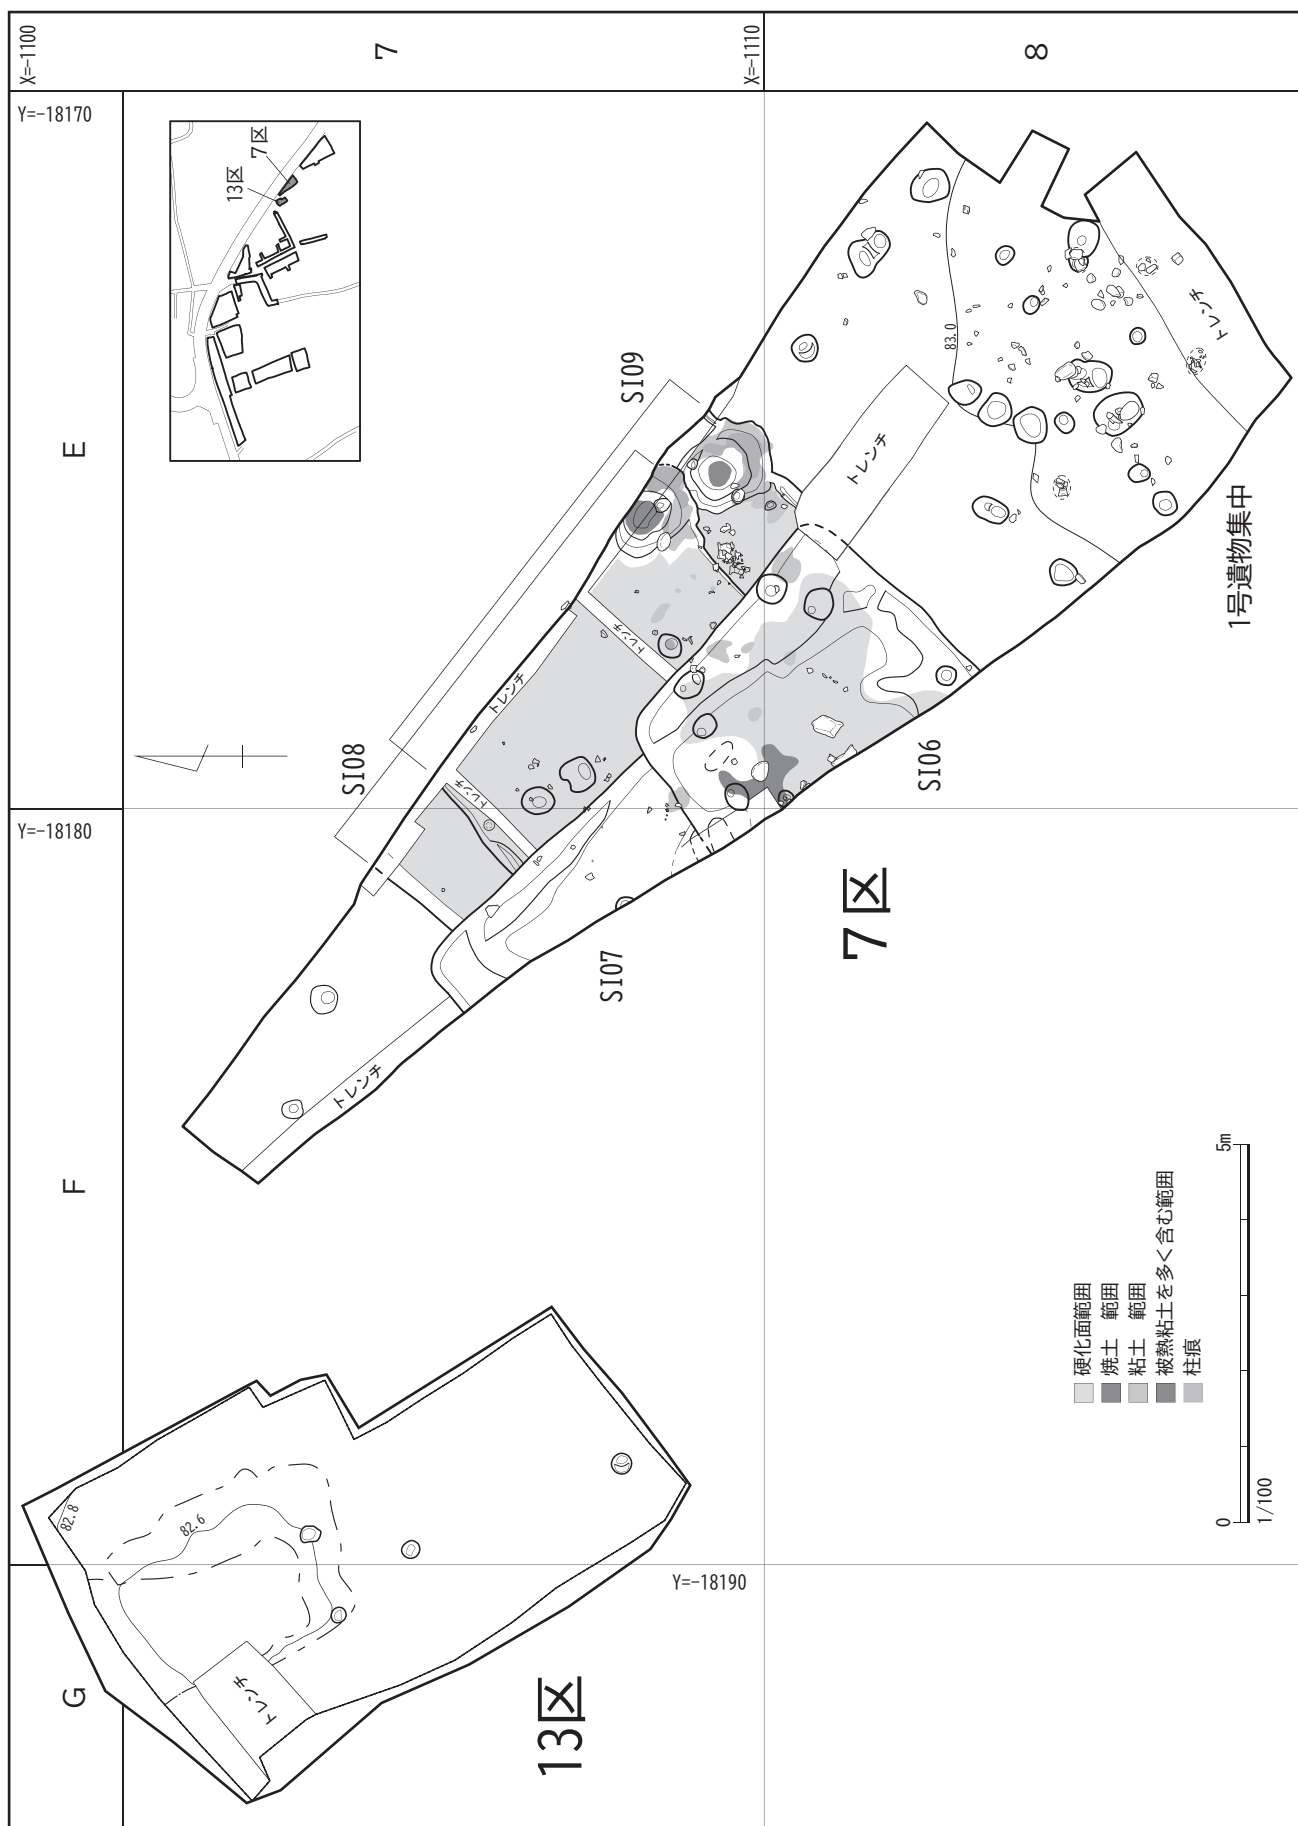 X=-1100
7
X=-1110
8
Y=-18170
E
Y=-18180
F
Y=-18190
G
13区
7区
SI09
SI08
トレンチ
トレンチ
トレンチ
トレンチ
83.0
トレンチ
1号遺物集中
SI06
SI07
7区
トレンチ
82.8
82.6
トレンチ
13区
硬化面範囲
焼土 範囲
粘土 範囲
被熱粘土を多く含む範囲
柱痕
0
5m
1/100